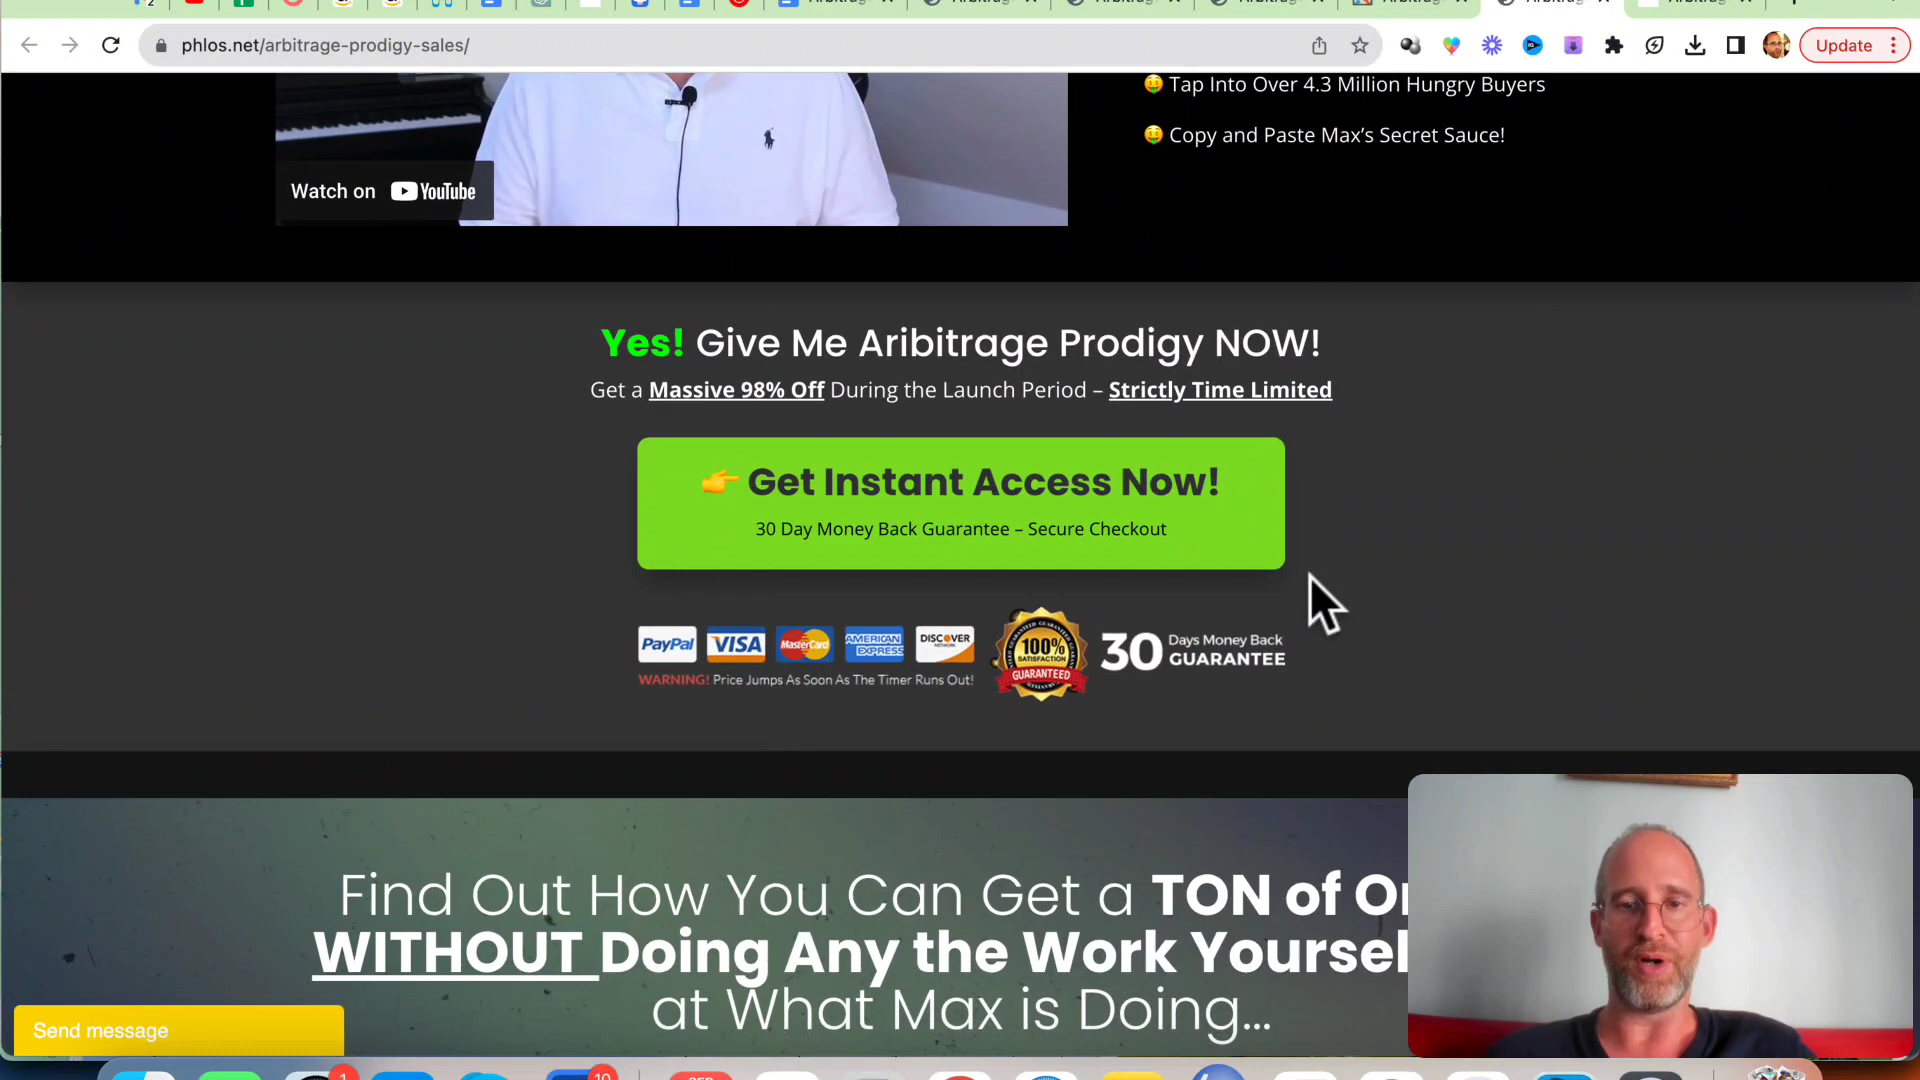 phlos.net/arbitrage-prodigy-sales/
Update
🤑 Tap Into Over 4.3 Million Hungry Buyers
🤑 Copy and Paste Max's Secret Sauce!
Watch on YouTube
Yes! Give Me Aribitrage Prodigy NOW!
Get a Massive 98% Off During the Launch Period – Strictly Time Limited
👉 Get Instant Access Now!
30 Day Money Back Guarantee – Secure Checkout
PayPal VISA MasterCard AMERICAN EXPRESS DISCOVER
WARNING! Price Jumps As Soon As The Timer Runs Out!
100%
SATISFACTION
GUARANTEED
30 Days Money Back
GUARANTEE
Find Out How You Can Get a TON of
WITHOUT Doing Any the Work
at What Max is Doing...
Send message
1
10